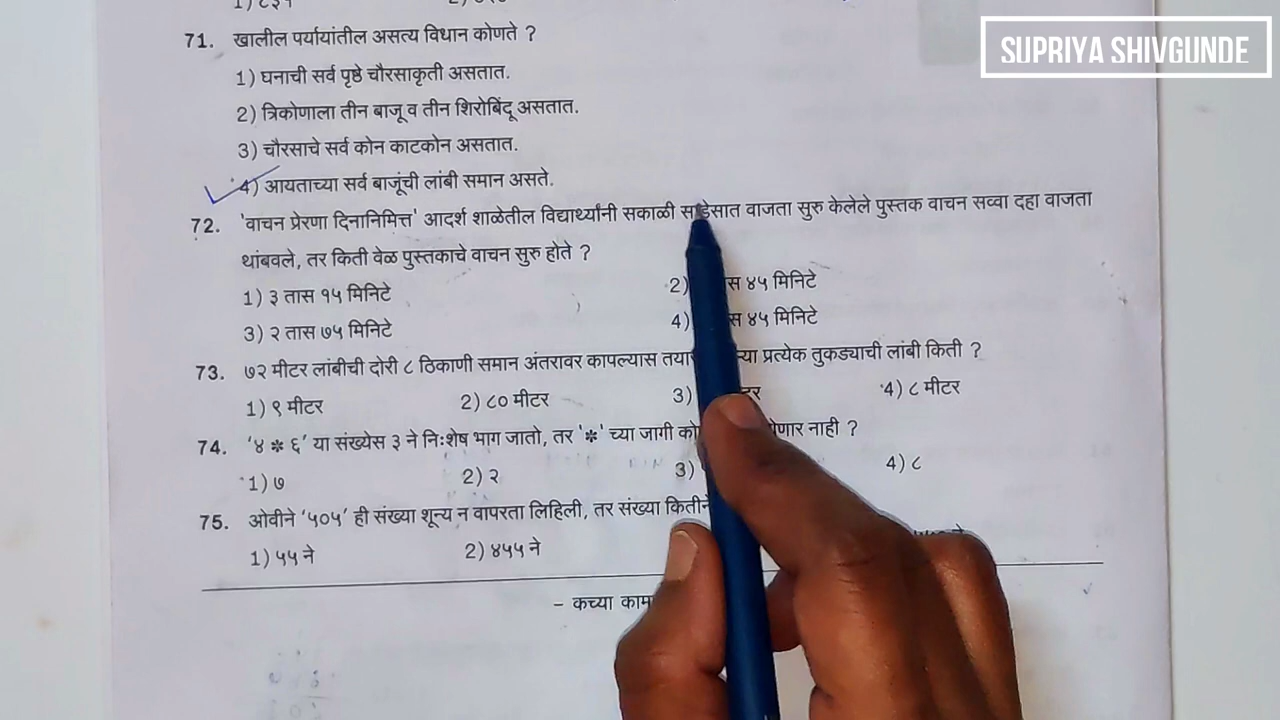 SUPRIYA SHIVGUNDE
71. खालील पर्यायांतील असत्य विधान कोणते ?
1) घनाची सर्व पृष्ठे चौरसाकृती असतात.
2) त्रिकोणाला तीन बाजू व तीन शिरोबिंदू असतात.
3) चौरसाचे सर्व कोन काटकोन असतात.
4) आयताच्या सर्व बाजूंची लांबी समान असते.
72. 'वाचन प्रेरणा दिनानिमित्त' आदर्श शाळेतील विद्यार्थ्यांनी सकाळी साडेसात वाजता सुरु केलेले पुस्तक वाचन सव्वा दहा वाजता
थांबवले, तर किती वेळ पुस्तकाचे वाचन सुरु होते ?
1) ३ तास १५ मिनिटे 2) स ४५ मिनिटे
3) २ तास ७५ मिनिटे 4) स ४५ मिनिटे
73. ७२ मीटर लांबीची दोरी ८ ठिकाणी समान अंतरावर कापल्यास तया या प्रत्येक तुकड्याची लांबी किती ?
1) ९ मीटर 2) ८० मीटर 3) टर 4) ८ मीटर
74. '४ * ६' या संख्येस ३ ने निःशेष भाग जातो, तर '*' च्या जागी को येणार नाही ?
1) ७ 2) २ 3) 4) ८
75. ओवीने '५०५' ही संख्या शून्य न वापरता लिहिली, तर संख्या कितीने
1) ५५ ने 2) ४५५ ने
- कच्या काम